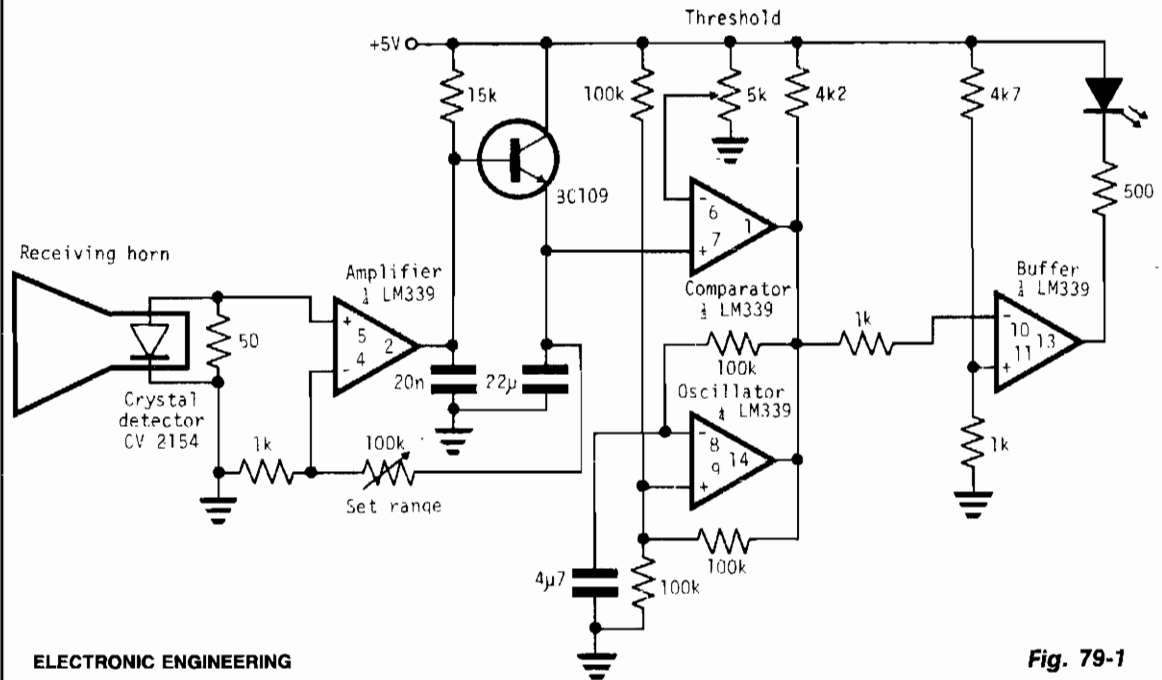 Threshold
+5V
15k
100k
5k
4k2
4k7
3C109
500
6
7
1
-
+
Receiving horn
Amplifier
¼ LM339
Comparator
¼ LM339
Buffer
¼ LM339
50
+
5
4
2
-
1k
-
10
11
13
+
20n
22µ
100k
Oscillator
¼ LM339
Crystal
detector
CV 2154
1k
100k
Set range
-
8
9
14
+
1k
100k
4µ7
100k
ELECTRONIC ENGINEERING
Fig. 79-1